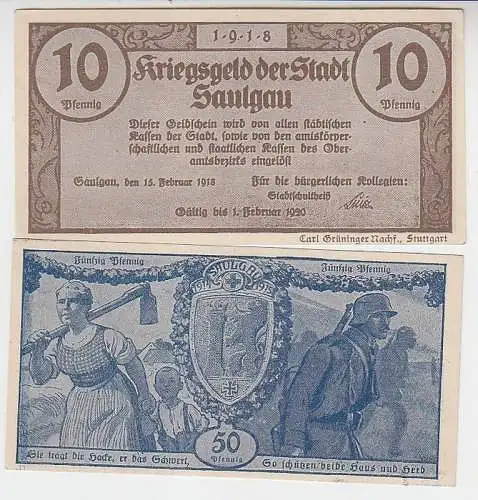 1·9·1·8
10
Pfennig
10
Pfennig
Kriegsgeld der Stadt
Saulgau
Dieser Geldschein wird von allen städtischen
Kassen der Stadt, sowie von den amtskörper-
schaftlichen und staatlichen Kassen des Ober-
amtsbezirks eingelöst
Saulgau, den 15. Februar 1918
Für die bürgerlichen Kollegien:
Stadtschultheiß
Gültig bis 1. Februar 1920
Carl Grüninger Nachf., Stuttgart
Fünfzig Pfennig
SAULGAU
Fünfzig Pfennig
1914 1918
50
Pfennig
Sie trägt die Hacke, er das Schwert,
So schützen beide Haus und Herd